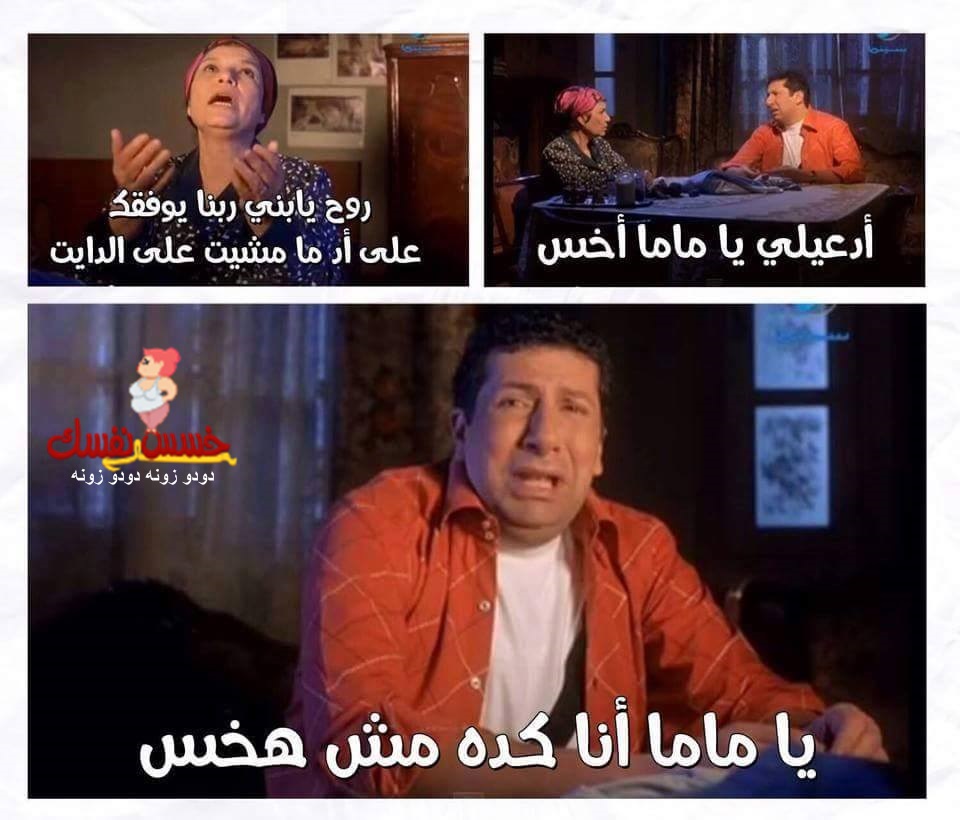 أدعيلي يا ماما أخس
روح يابني ربنا يوفقك
على أد ما مشيت على الدايت
خسس نفسك
دودو زونه دودو زونه
يا ماما أنا كده مش هخس